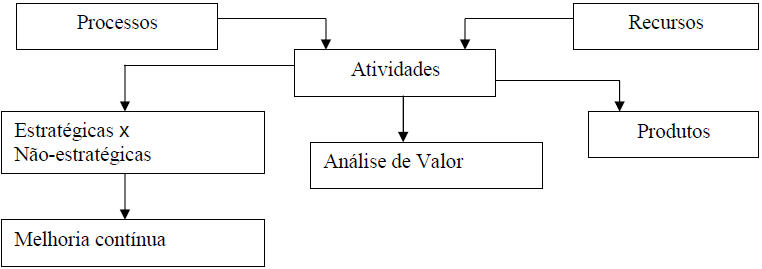 Processos
Recursos
Atividades
Estratégicas x
Não-estratégicas
Produtos
Análise de Valor
Melhoria contínua